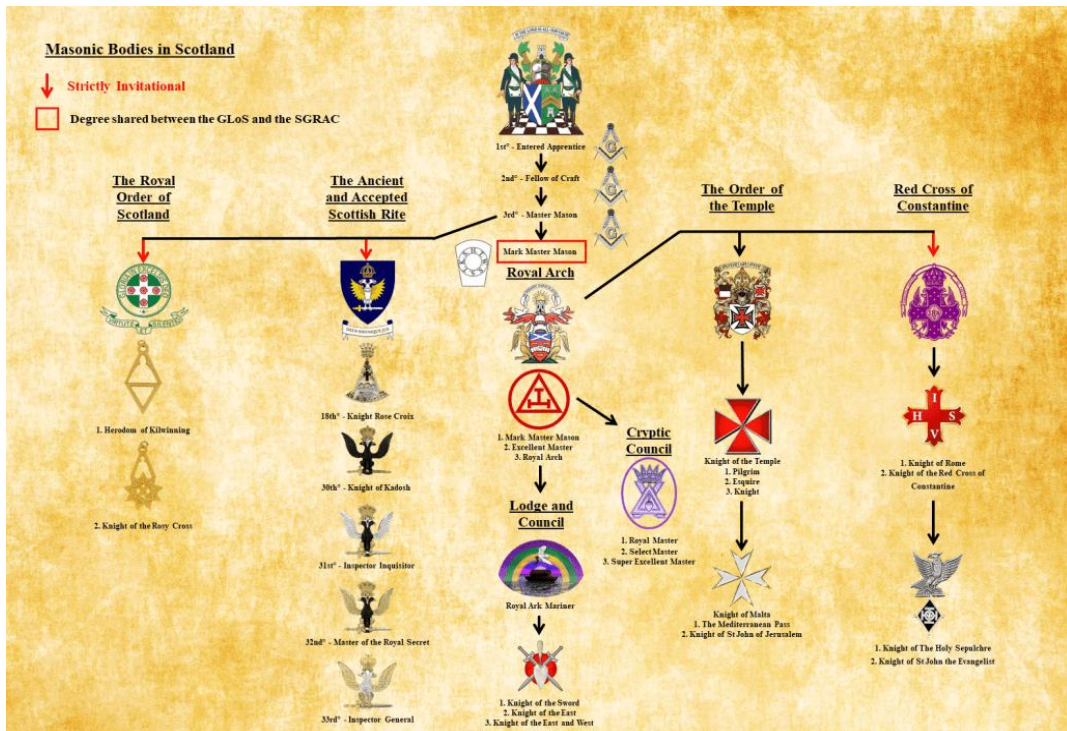 Masonic Bodies in Scotland
Strictly Invitational
Degree shared between the GLoS and the SGRAC
1st° - Entered Apprentice
2nd° - Fellow of Craft
3rd° - Master Mason
Mark Master Mason
The Royal
Order of
Scotland
1. Herodom of Kilwinning
2. Knight of the Rosy Cross
The Ancient
and Accepted
Scottish Rite
DEUS MEUMQUE JUS
18th° - Knight Rose Croix
30th° - Knight of Kadosh
31st° - Inspector Inquisitor
32nd° - Master of the Royal Secret
33rd° - Inspector General
Royal Arch
1. Mark Master Mason
2. Excellent Master
3. Royal Arch
Lodge and
Council
Royal Ark Mariner
1. Knight of the Sword
2. Knight of the East
3. Knight of the East and West
Cryptic
Council
1. Royal Master
2. Select Master
3. Super Excellent Master
The Order of
the Temple
Knight of the Temple
1. Pilgrim
2. Esquire
3. Knight
Knight of Malta
1. The Mediterranean Pass
2. Knight of St John of Jerusalem
Red Cross of
Constantine
I
H S
V
1. Knight of Rome
2. Knight of the Red Cross of
Constantine
1. Knight of The Holy Sepulchre
2. Knight of St John the Evangelist
G
G
G